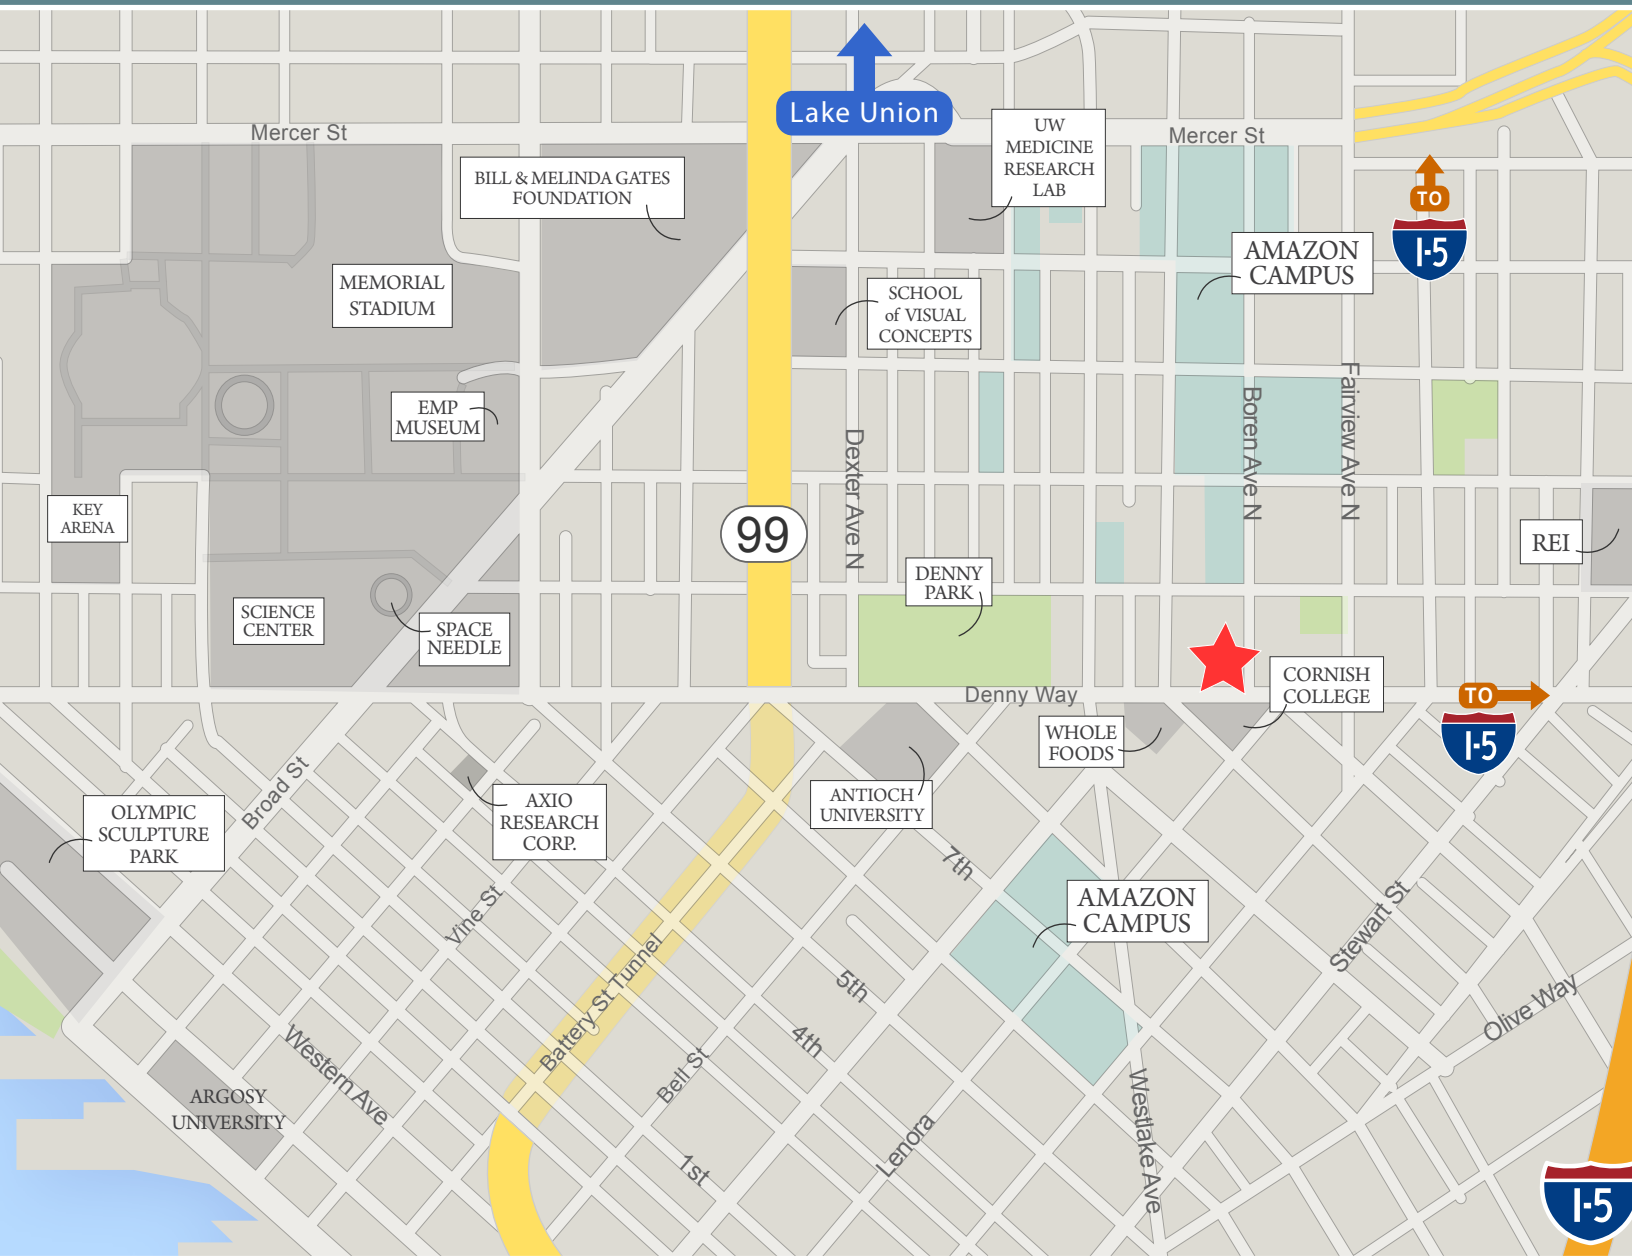 Lake Union
Mercer St
Mercer St
UW
MEDICINE
RESEARCH
LAB
BILL & MELINDA GATES
FOUNDATION
TO
I-5
AMAZON
CAMPUS
MEMORIAL
STADIUM
SCHOOL
of VISUAL
CONCEPTS
EMP
MUSEUM
Dexter Ave N
Boren Ave N
Fairview Ave N
KEY
ARENA
99
REI
DENNY
PARK
SCIENCE
CENTER
SPACE
NEEDLE
CORNISH
COLLEGE
Denny Way
TO
I-5
WHOLE
FOODS
Broad St
AXIO
RESEARCH
CORP.
ANTIOCH
UNIVERSITY
OLYMPIC
SCULPTURE
PARK
7th
AMAZON
CAMPUS
Vine St
Stewart St
Battery St Tunnel
5th
4th
Olive Way
Western Ave
Bell St
ARGOSY
UNIVERSITY
Westlake Ave
Lenora
1st
I-5